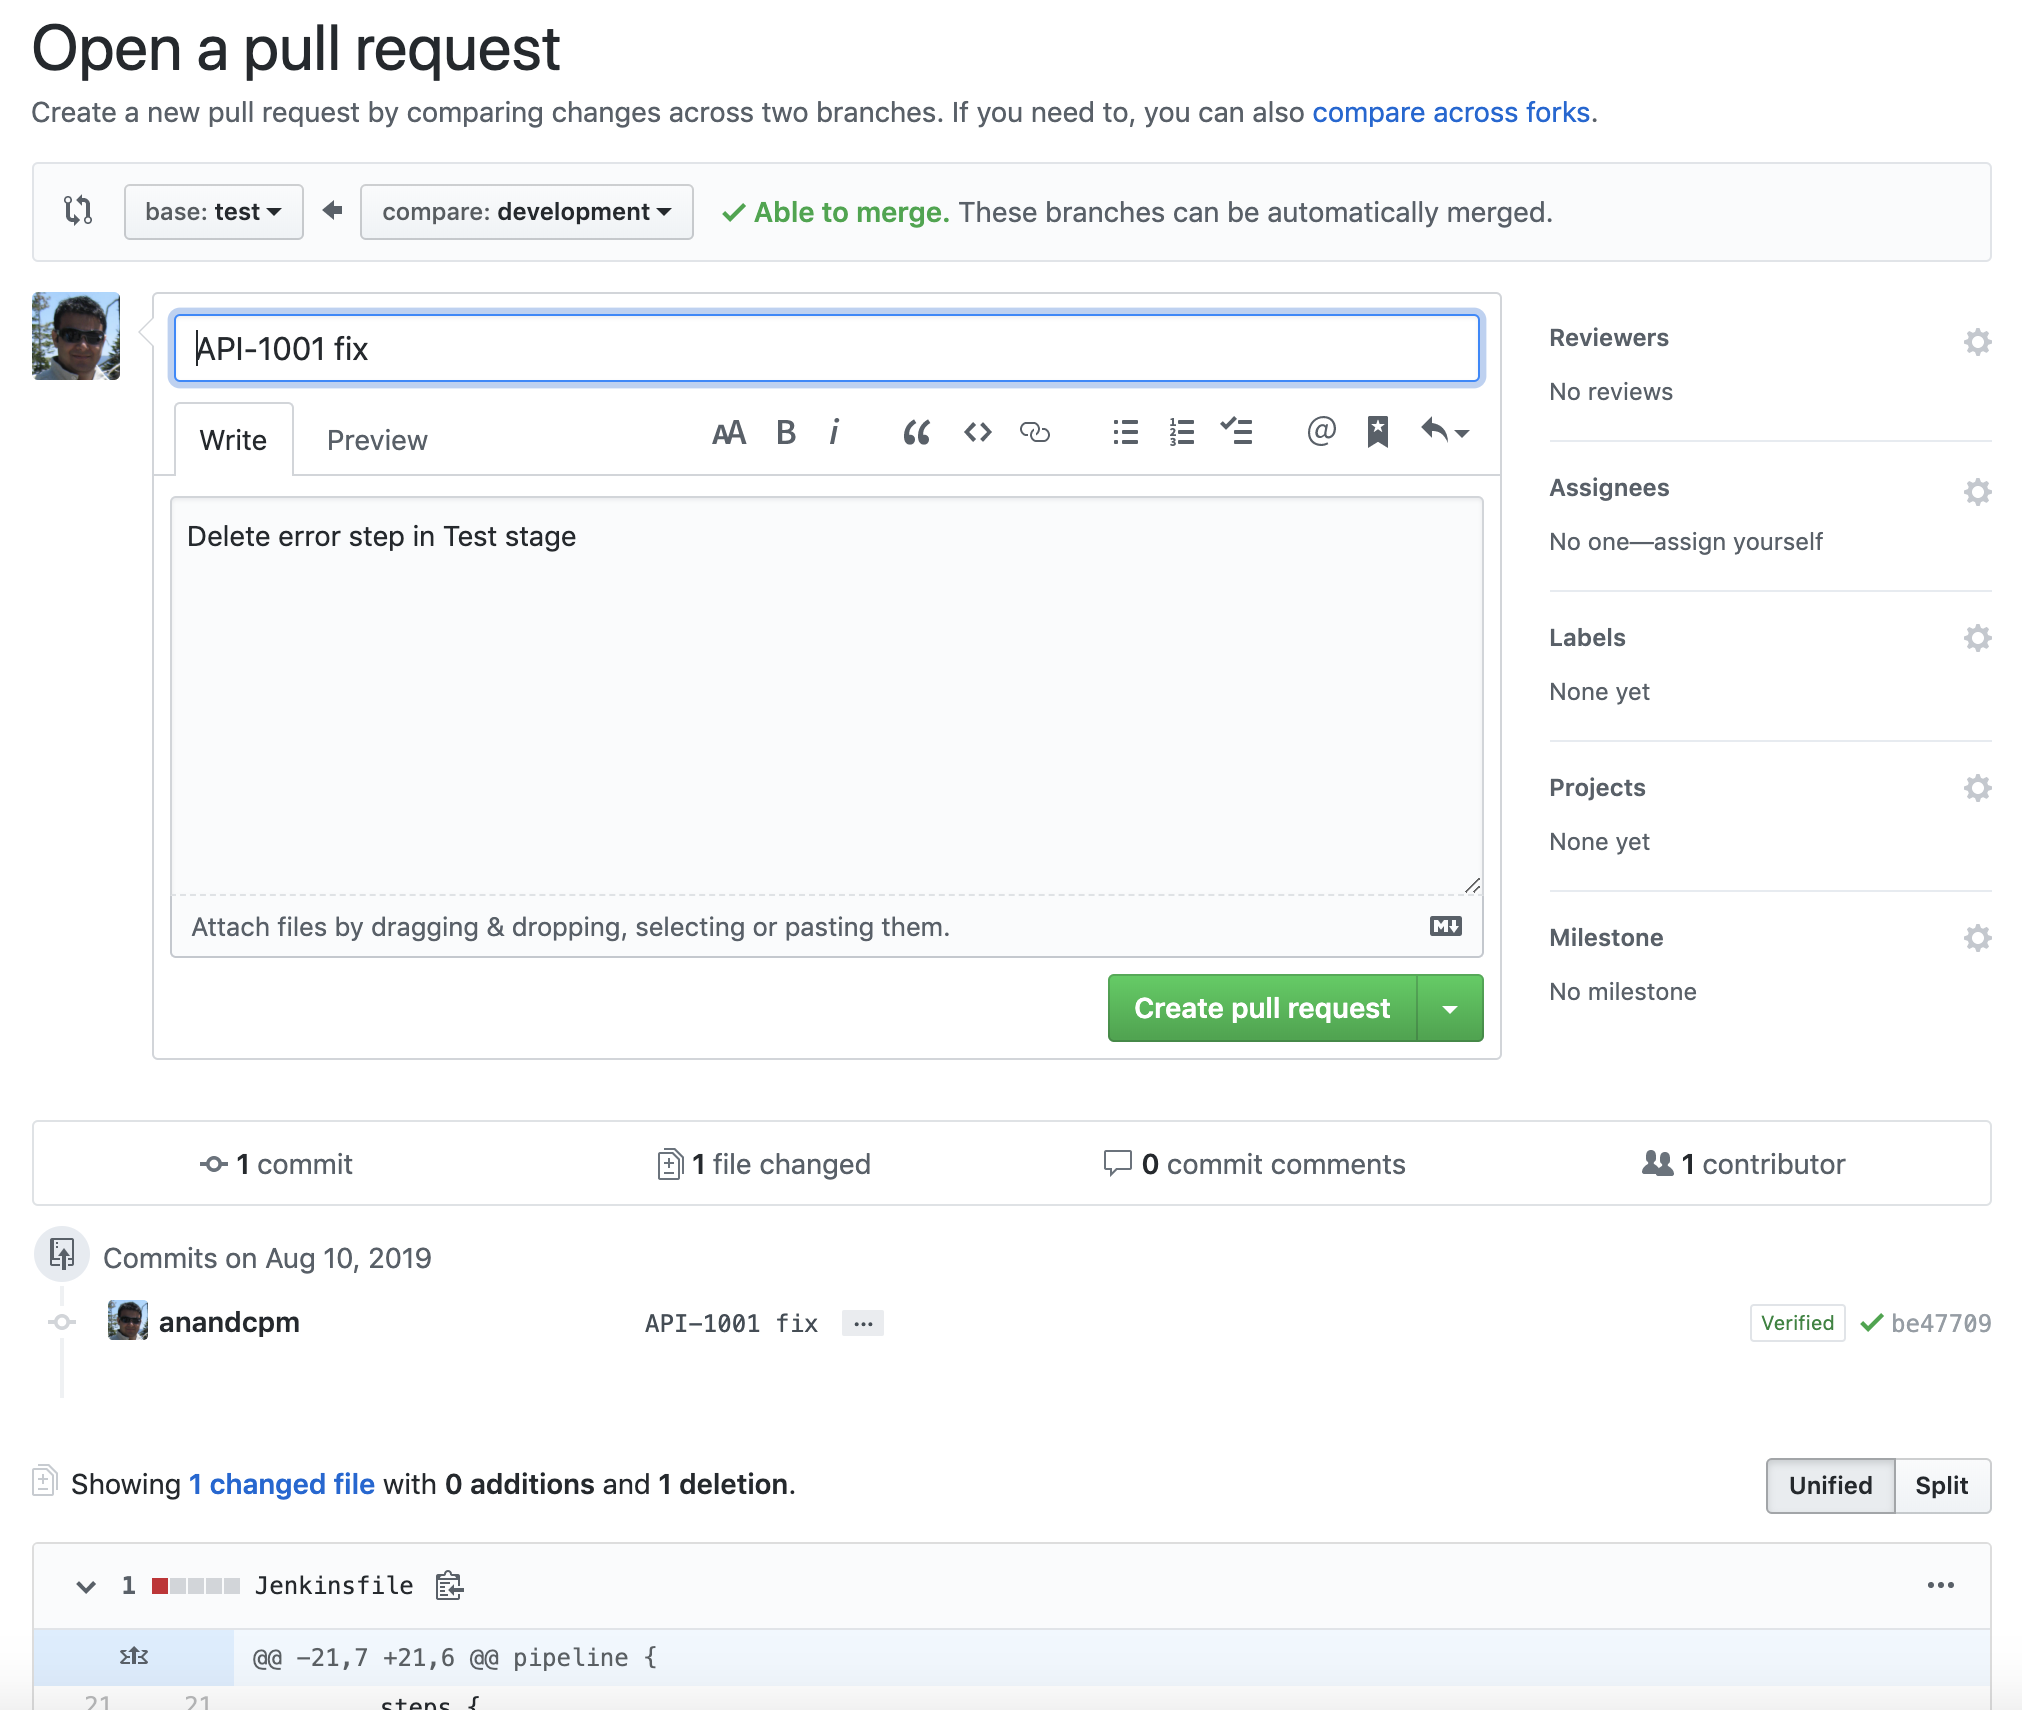 Open a pull request
Create a new pull request by comparing changes across two branches. If you need to, you can also compare across forks.
base: test compare: development Able to merge. These branches can be automatically merged.
API-1001 fix
Write Preview AA B i @
Delete error step in Test stage
Attach files by dragging & dropping, selecting or pasting them. M↓
Create pull request
Reviewers
No reviews
Assignees
No one—assign yourself
Labels
None yet
Projects
None yet
Milestone
No milestone
1 commit 1 file changed 0 commit comments 1 contributor
Commits on Aug 10, 2019
anandcpm API-1001 fix ... Verified be47709
Showing 1 changed file with 0 additions and 1 deletion. Unified Split
1 Jenkinsfile
@@ -21,7 +21,6 @@ pipeline {
21 21 steps {